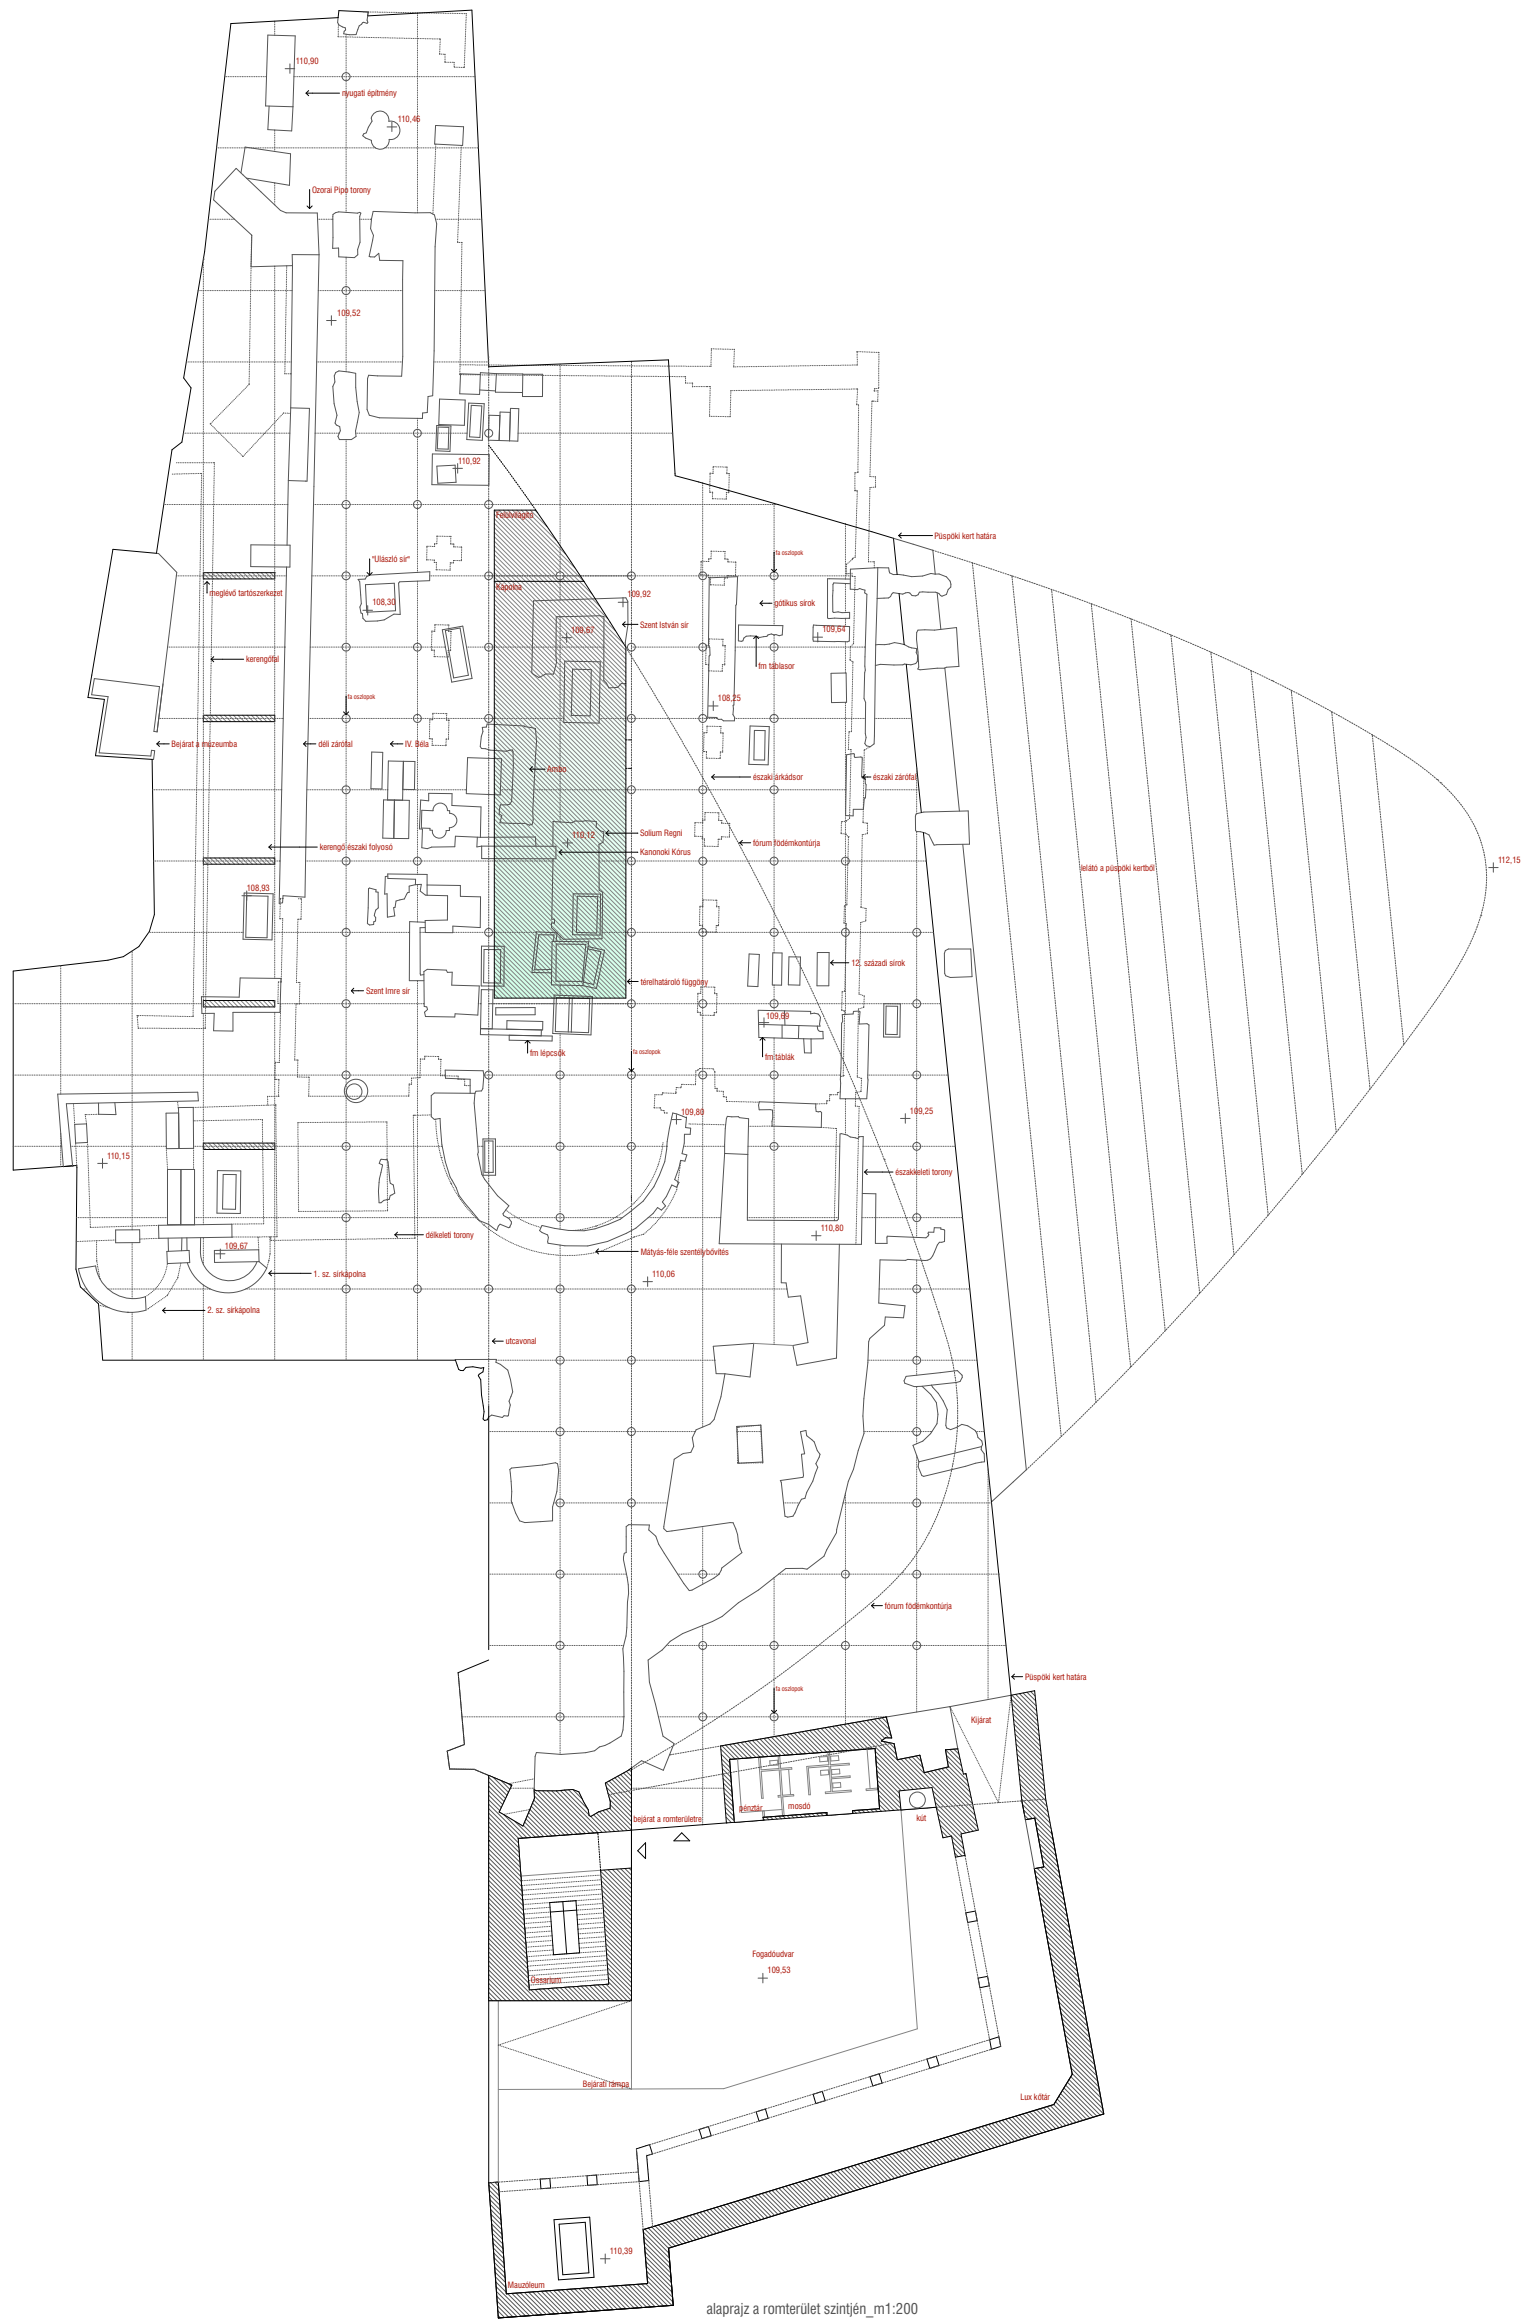 110,90
nyugati építmény
110,46
Ozorai Pipo torony
109,52
110,92
Felülvilágító
Püspöki kert határa
fa oszlopok
"Ulászló sír"
Kápolna
meglévő tartószerkezet
109,92
gótikus sírok
108,30
Szent István sír
109,67
109,64
kerengőfal
fm táblasor
fa oszlopok
108,25
Bejárat a múzeumba
déli zárófal
IV. Béla
Ambo
északi árkádsor
északi zárófal
Solium Regni
110,12
fórum födémkontúrja
kerengő északi folyosó
Kanonoki Kórus
lelátó a püspöki kertből
112,15
108,93
12. századi sírok
Szent Imre sír
térelhatároló függöny
109,69
fm lépcsők
fa oszlopok
fm táblák
109,80
109,25
110,15
északkeleti torony
délkeleti torony
110,80
109,67
Mátyás-féle szentélybővítés
1. sz. sírkápolna
110,06
2. sz. sírkápolna
utcavonal
fórum födémkontúrja
Püspöki kert határa
fa oszlopok
Kijárat
pénztár
mosdó
bejárat a romterületre
kút
Fogadóudvar
109,53
Osszárium
Bejárati rámpa
Lux kőtár
110,39
Mauzóleum
alaprajz a romterület szintjén_m1:200